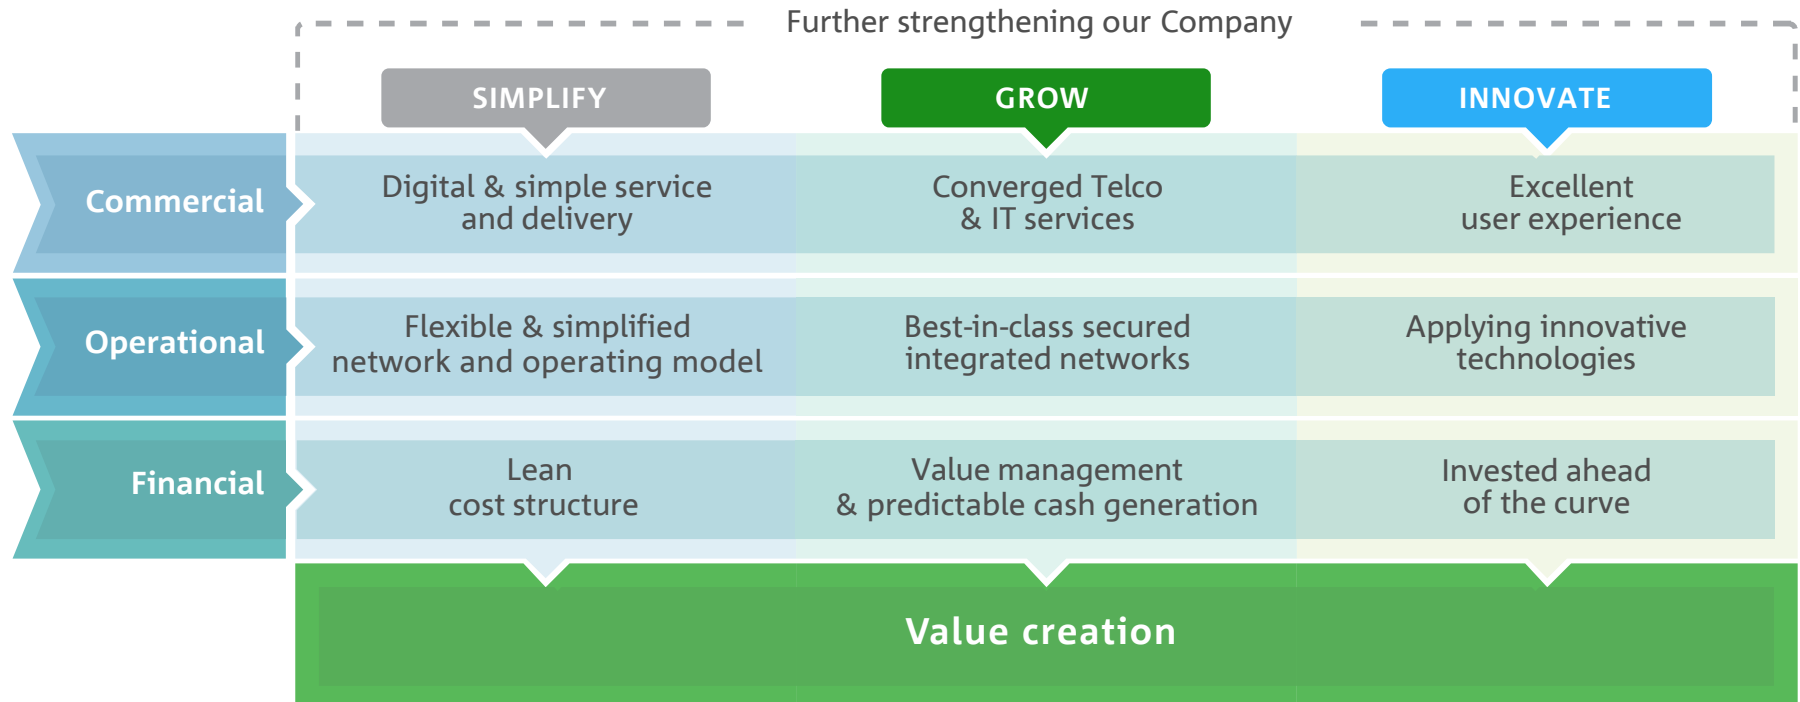 Further strengthening our Company
SIMPLIFY
GROW
INNOVATE
Commercial
Digital & simple service
and delivery
Converged Telco
& IT services
Excellent
user experience
Operational
Flexible & simplified
network and operating model
Best-in-class secured
integrated networks
Applying innovative
technologies
Financial
Lean
cost structure
Value management
& predictable cash generation
Invested ahead
of the curve
Value creation